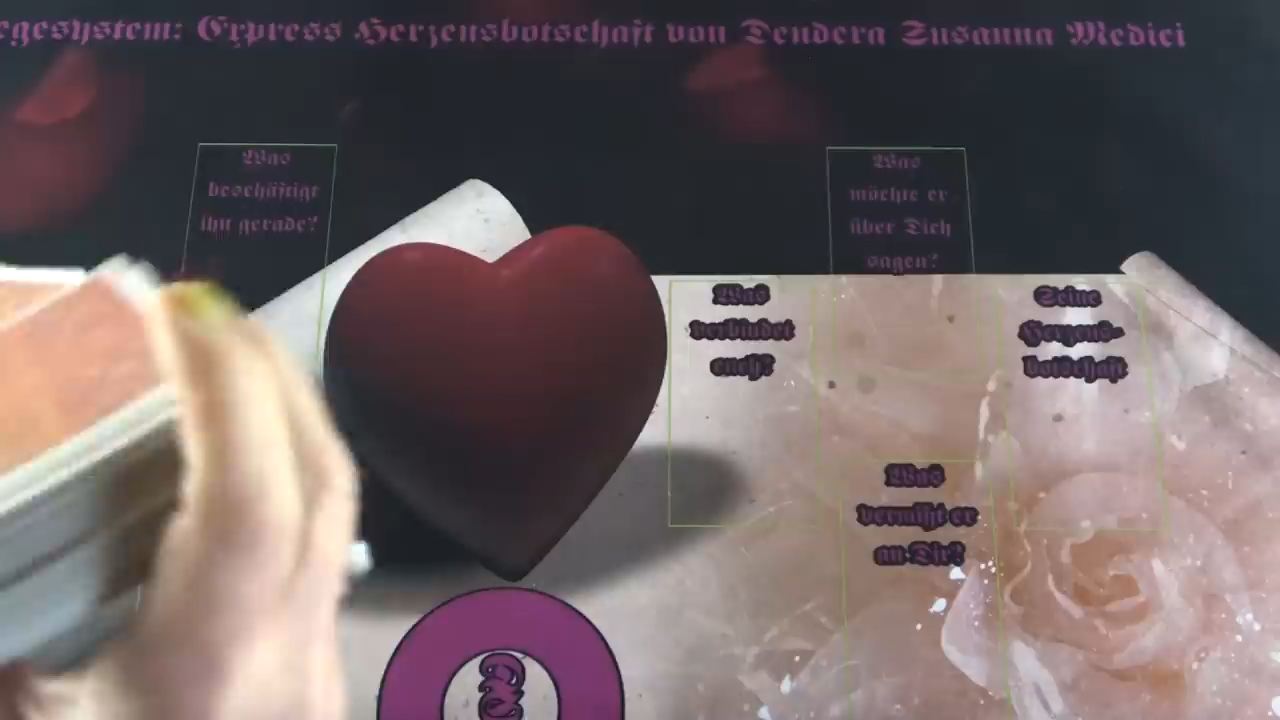 egesystem: Express Herzensbotschaft von Dendera Susanna Medici
Was
beschäftigt
ihn gerade?
Was
möchte er
über Dich
sagen?
Was
verbindet
euch?
Seine
Herzens-
botschaft
Was
vermißt er
an Dir?